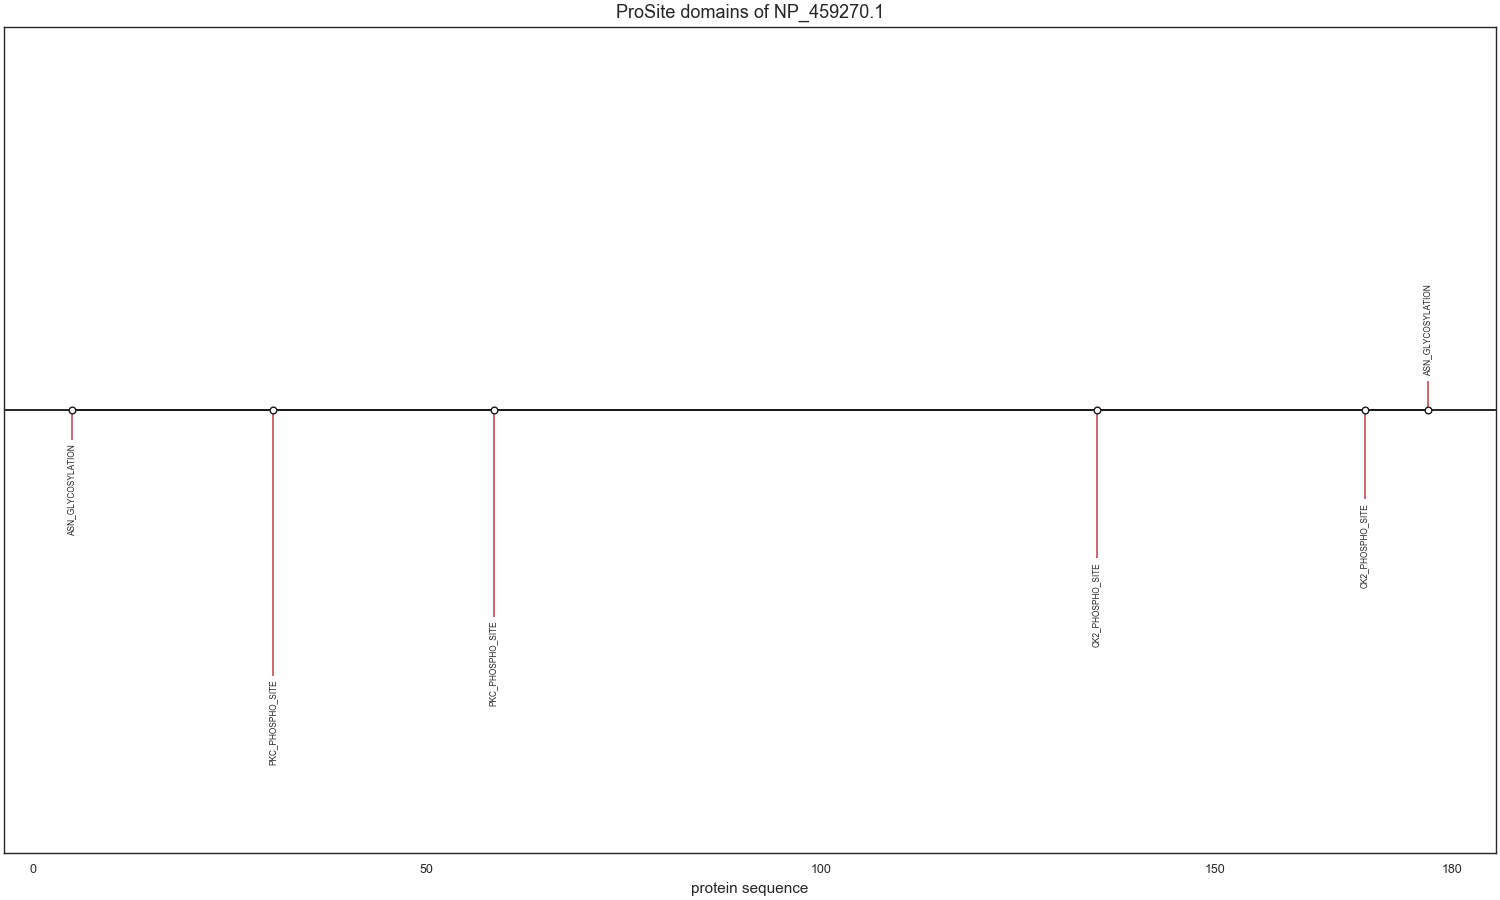 ProSite domains of NP_459270.1
ASN_GLYCOSYLATION
PKC_PHOSPHO_SITE
PKC_PHOSPHO_SITE
CK2_PHOSPHO_SITE
CK2_PHOSPHO_SITE
ASN_GLYCOSYLATION
0 50 100 150 180
protein sequence